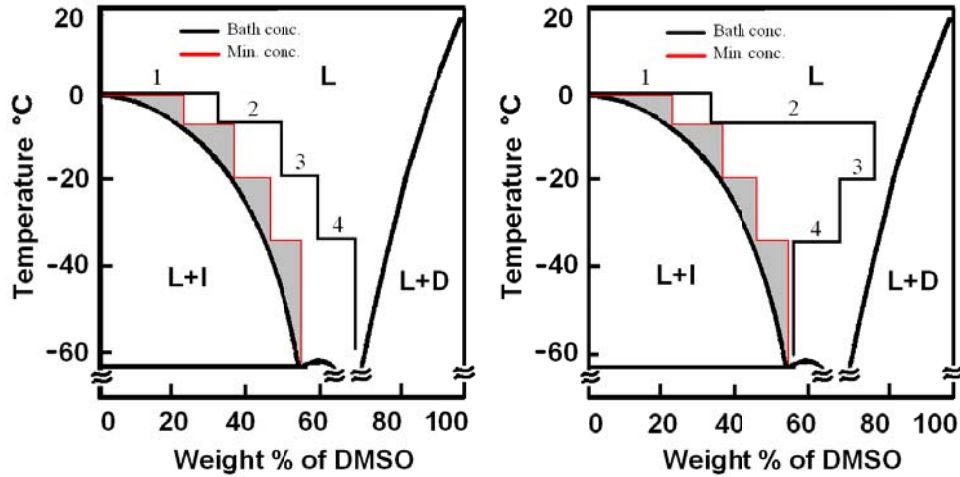 20
0
−20
−40
−60
Temperature °C
Bath conc.
Min. conc.
1
2
3
4
L
L+I
L+D
≈
≈
≈
≈
0 20 40 60 80 100
Weight % of DMSO
20
0
−20
−40
−60
Temperature °C
Bath conc.
Min. conc.
1
2
3
4
L
L+I
L+D
≈
≈
≈
≈
0 20 40 60 80 100
Weight % of DMSO